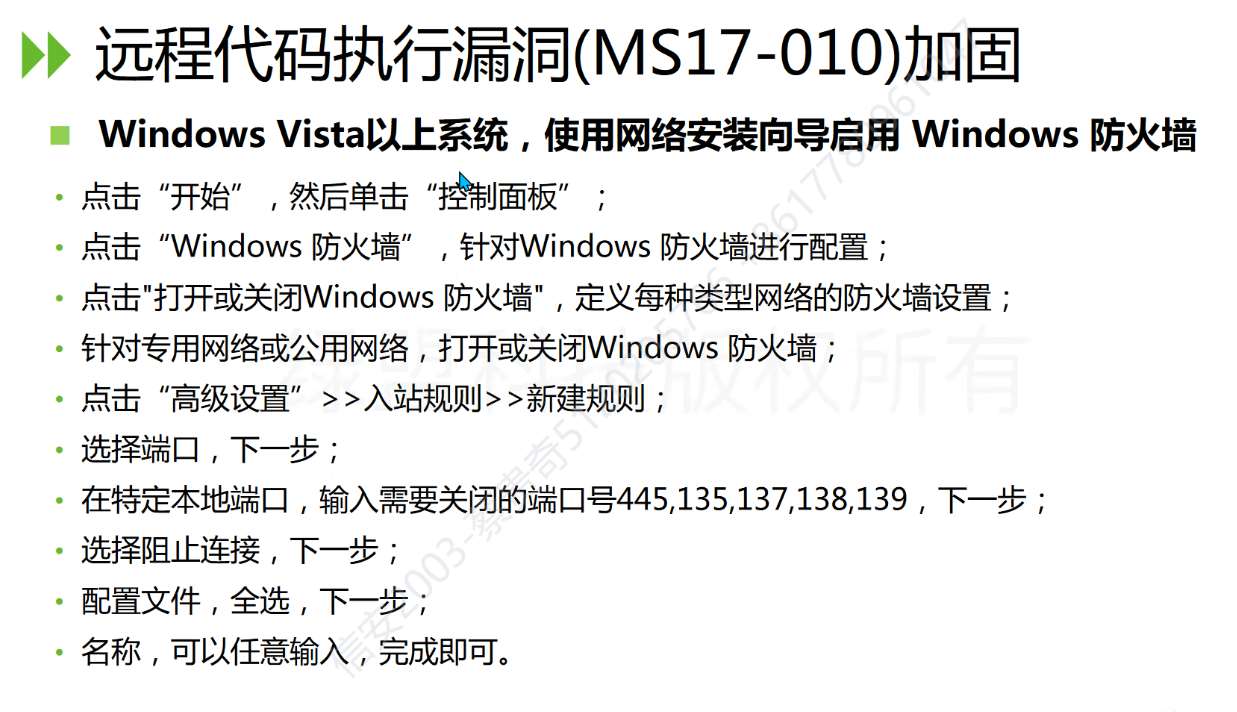 远程代码执行漏洞(MS17-010)加固
Windows Vista以上系统，使用网络安装向导启用 Windows 防火墙
点击“开始”，然后单击“控制面板”；
点击“Windows 防火墙”，针对Windows 防火墙进行配置；
点击"打开或关闭Windows 防火墙"，定义每种类型网络的防火墙设置；
针对专用网络或公用网络，打开或关闭Windows 防火墙；
点击“高级设置”>>入站规则>>新建规则；
选择端口，下一步；
在特定本地端口，输入需要关闭的端口号445,135,137,138,139，下一步；
选择阻止连接，下一步；
配置文件，全选，下一步；
名称，可以任意输入，完成即可。
绿盟科技版权所有